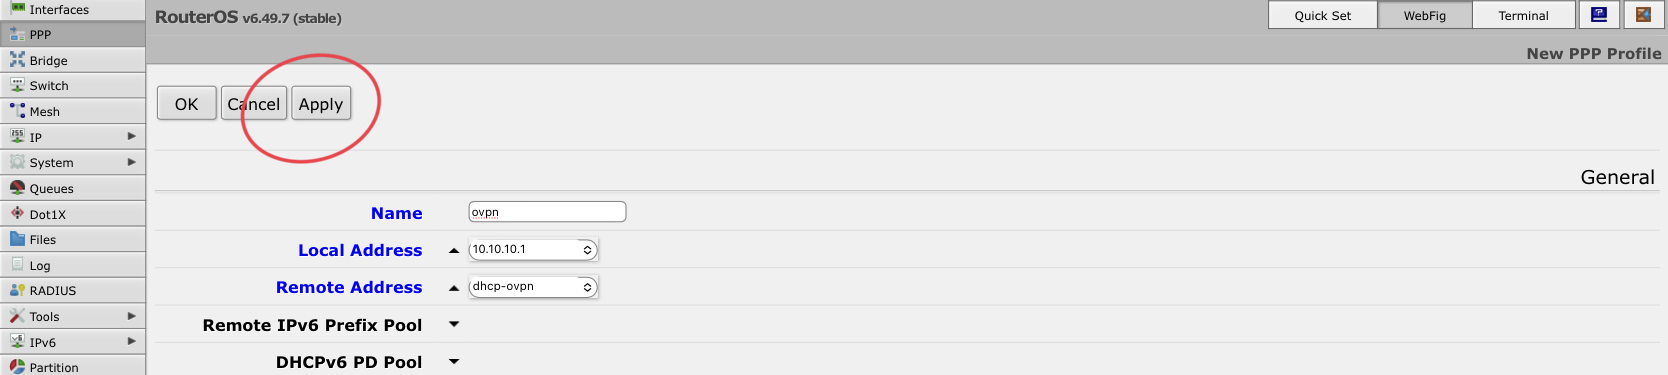 Interfaces
PPP
Bridge
Switch
Mesh
IP
System
Queues
Dot1X
Files
Log
RADIUS
Tools
IPv6
Partition
RouterOS v6.49.7 (stable)
Quick Set
WebFig
Terminal
New PPP Profile
OK
Cancel
Apply
General
Name ovpn
Local Address 10.10.10.1
Remote Address dhcp-ovpn
Remote IPv6 Prefix Pool
DHCPv6 PD Pool